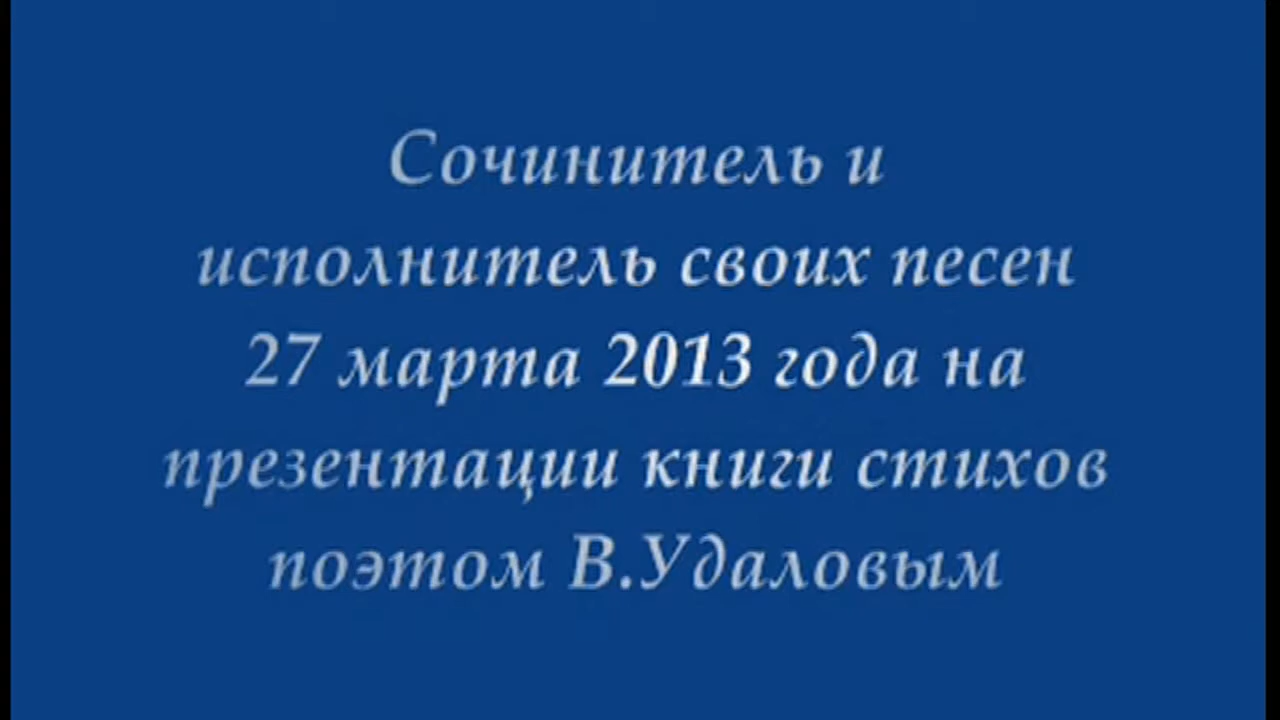 Сочинитель и
исполнитель своих песен
27 марта 2013 года на
презентации книги стихов
поэтом В.Удаловым